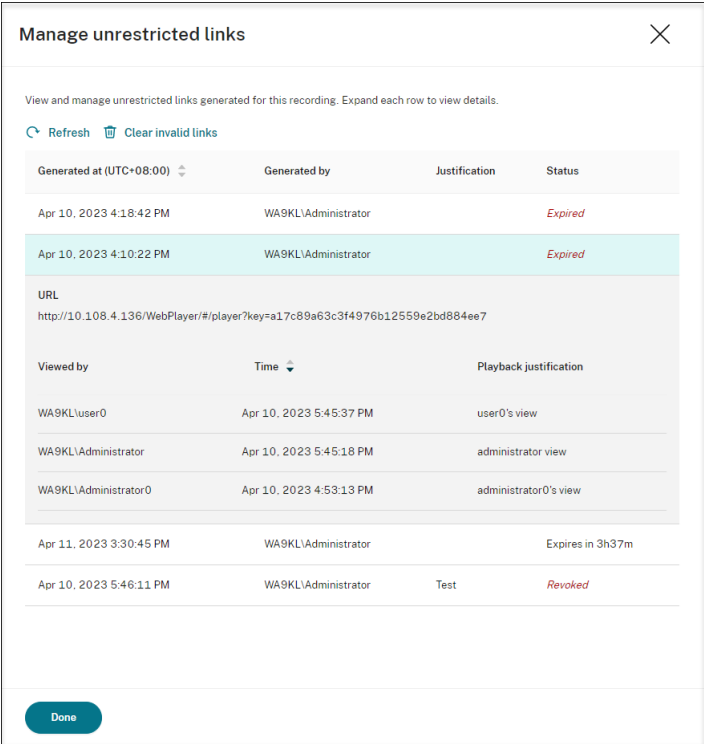 Manage unrestricted links
View and manage unrestricted links generated for this recording. Expand each row to view details.
Refresh Clear invalid links
Generated at (UTC+08:00) Generated by Justification Status
Apr 10, 2023 4:18:42 PM WA9KL\Administrator Expired
Apr 10, 2023 4:10:22 PM WA9KL\Administrator Expired
URL
http://10.108.4.136/WebPlayer/#/player?key=a17c89a63c3f4976b12559e2bd884ee7
Viewed by Time Playback justification
WA9KL\user0 Apr 10, 2023 5:45:37 PM user0's view
WA9KL\Administrator Apr 10, 2023 5:45:18 PM administrator view
WA9KL\Administrator0 Apr 10, 2023 4:53:13 PM administrator0's view
Apr 11, 2023 3:30:45 PM WA9KL\Administrator Expires in 3h37m
Apr 10, 2023 5:46:11 PM WA9KL\Administrator Test Revoked
Done